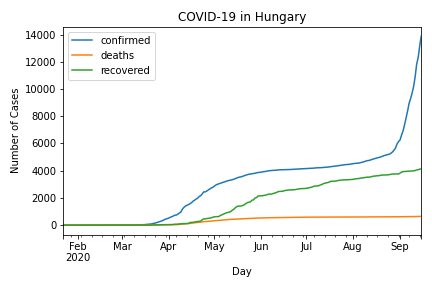 COVID-19 in Hungary
confirmed
deaths
recovered
14000
12000
10000
8000
6000
4000
2000
0
Number of Cases
Feb Mar Apr May Jun Jul Aug Sep
2020
Day